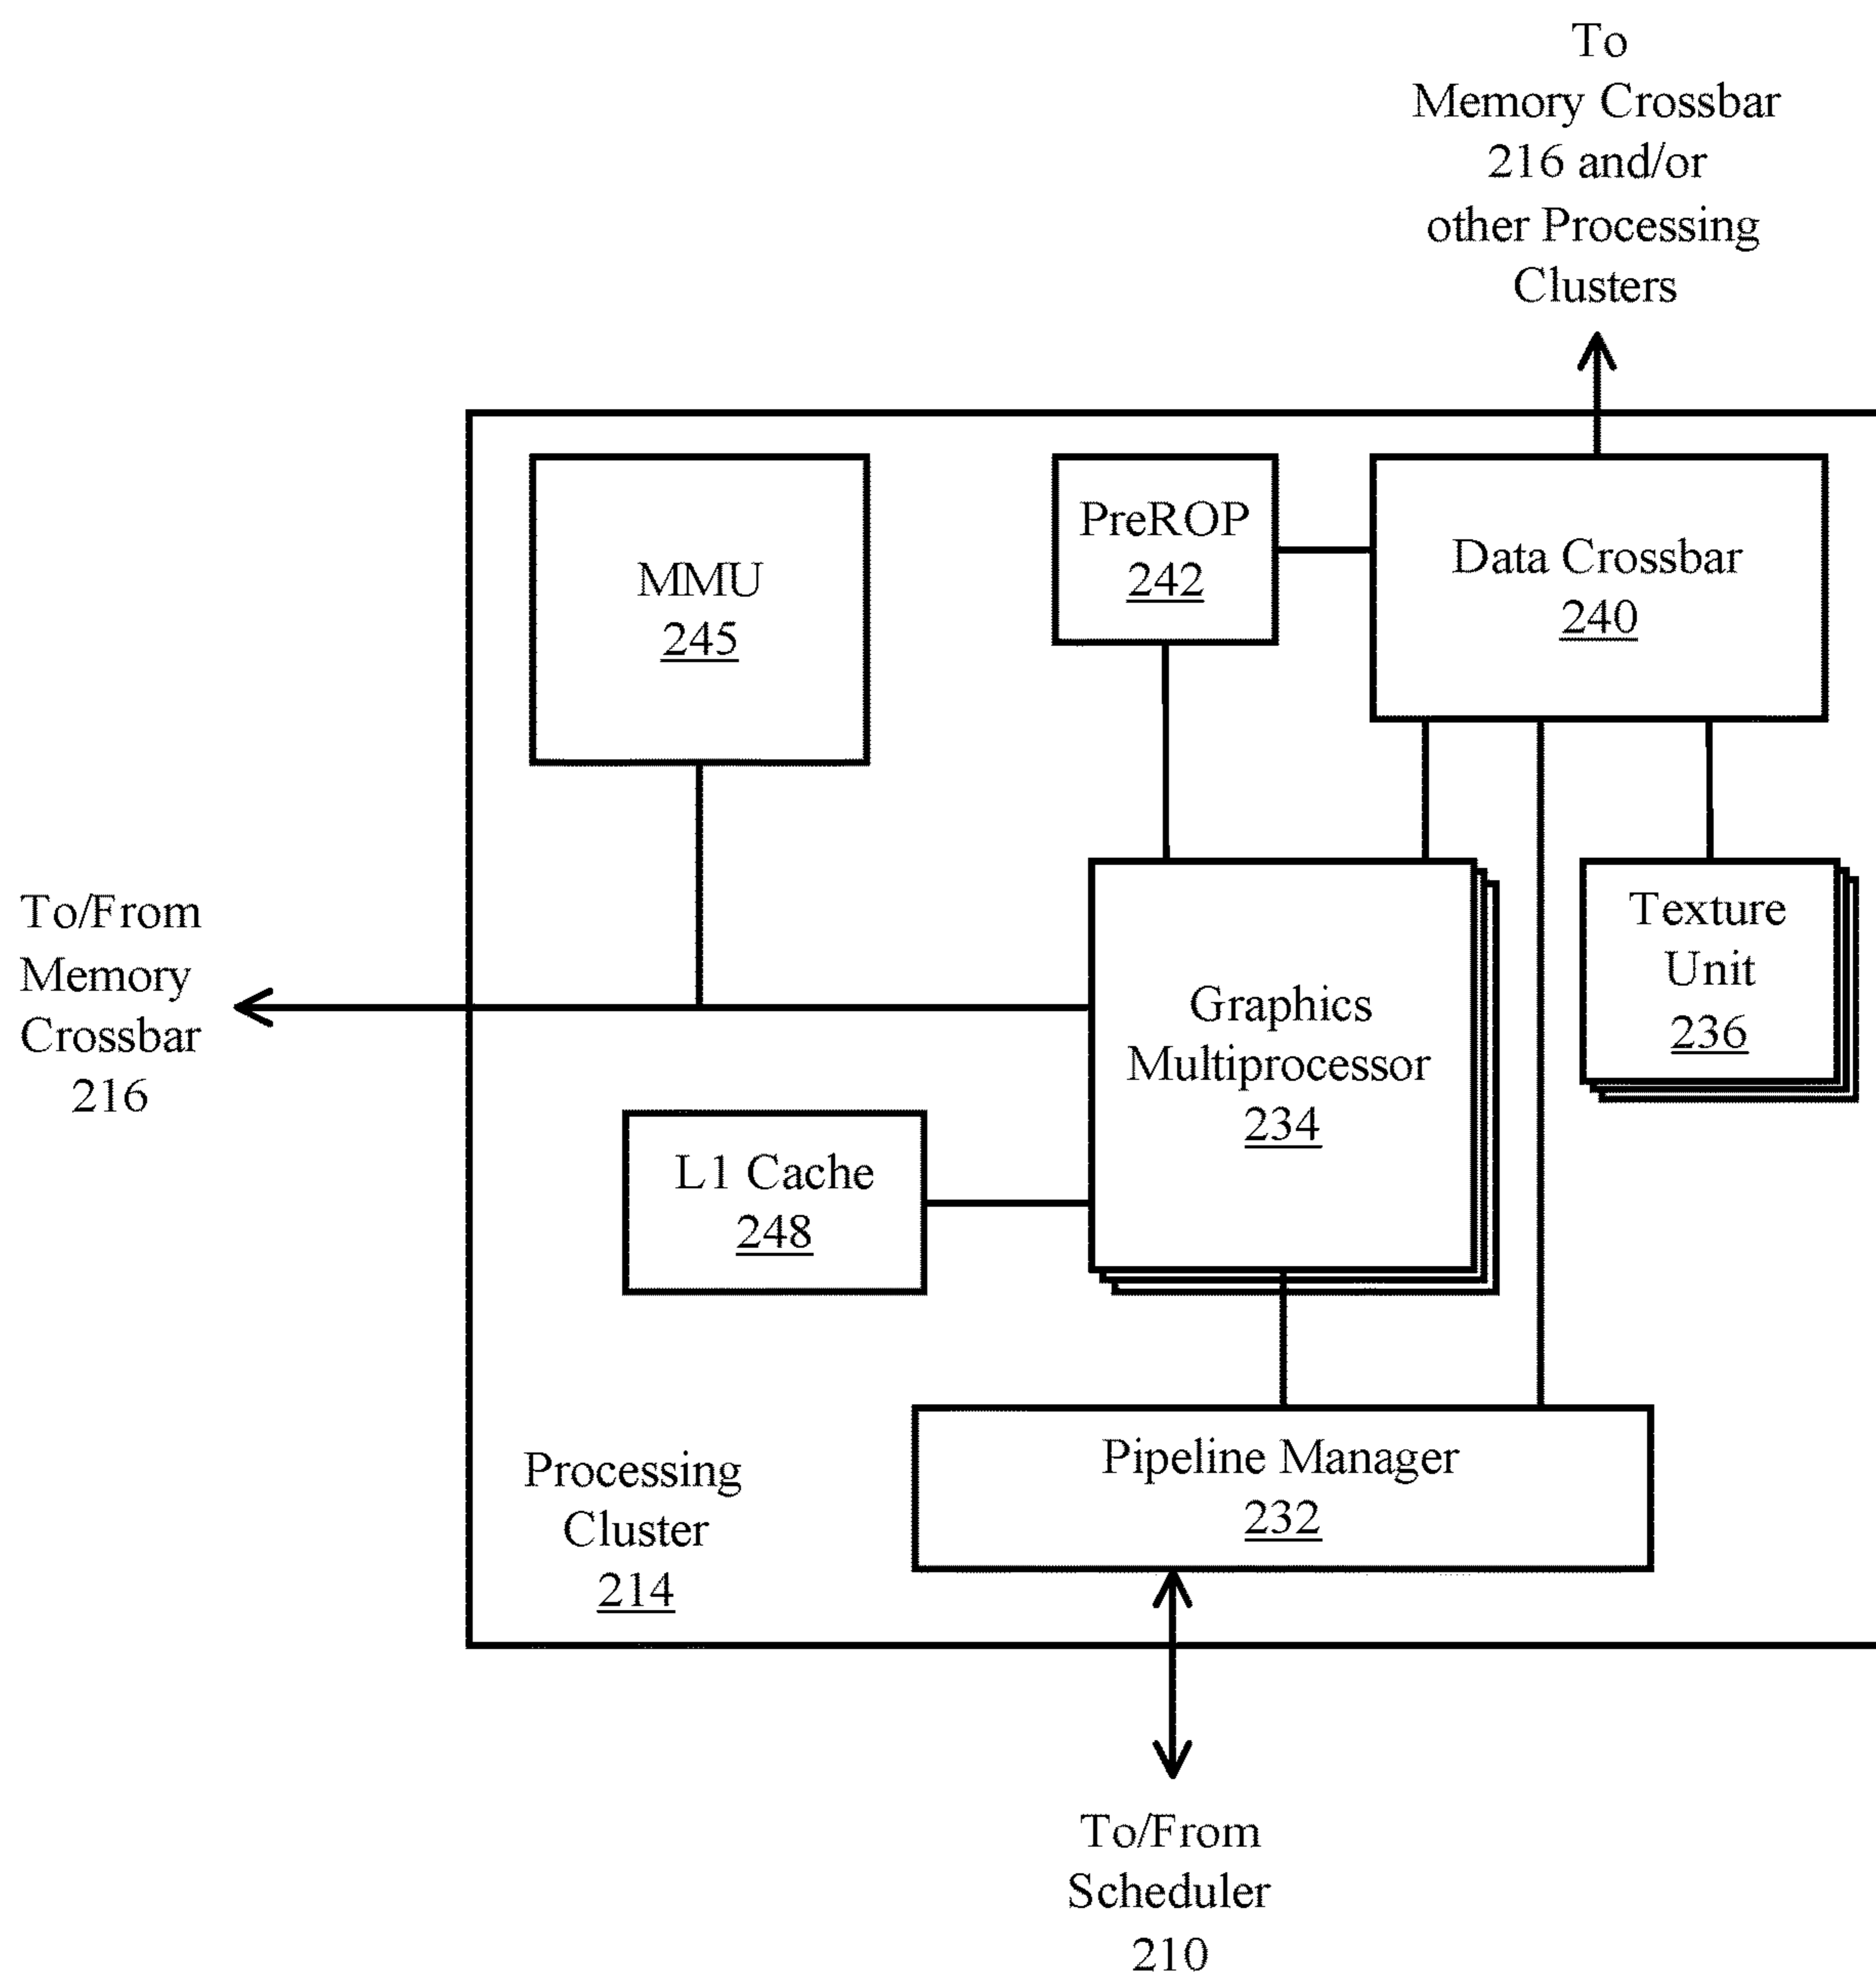 To
Memory Crossbar
216 and/or
other Processing
Clusters
MMU
245
PreROP
242
Data Crossbar
240
To/From
Memory
Crossbar
216
Graphics
Multiprocessor
234
Texture
Unit
236
L1 Cache
248
Pipeline Manager
232
Processing
Cluster
214
To/From
Scheduler
210